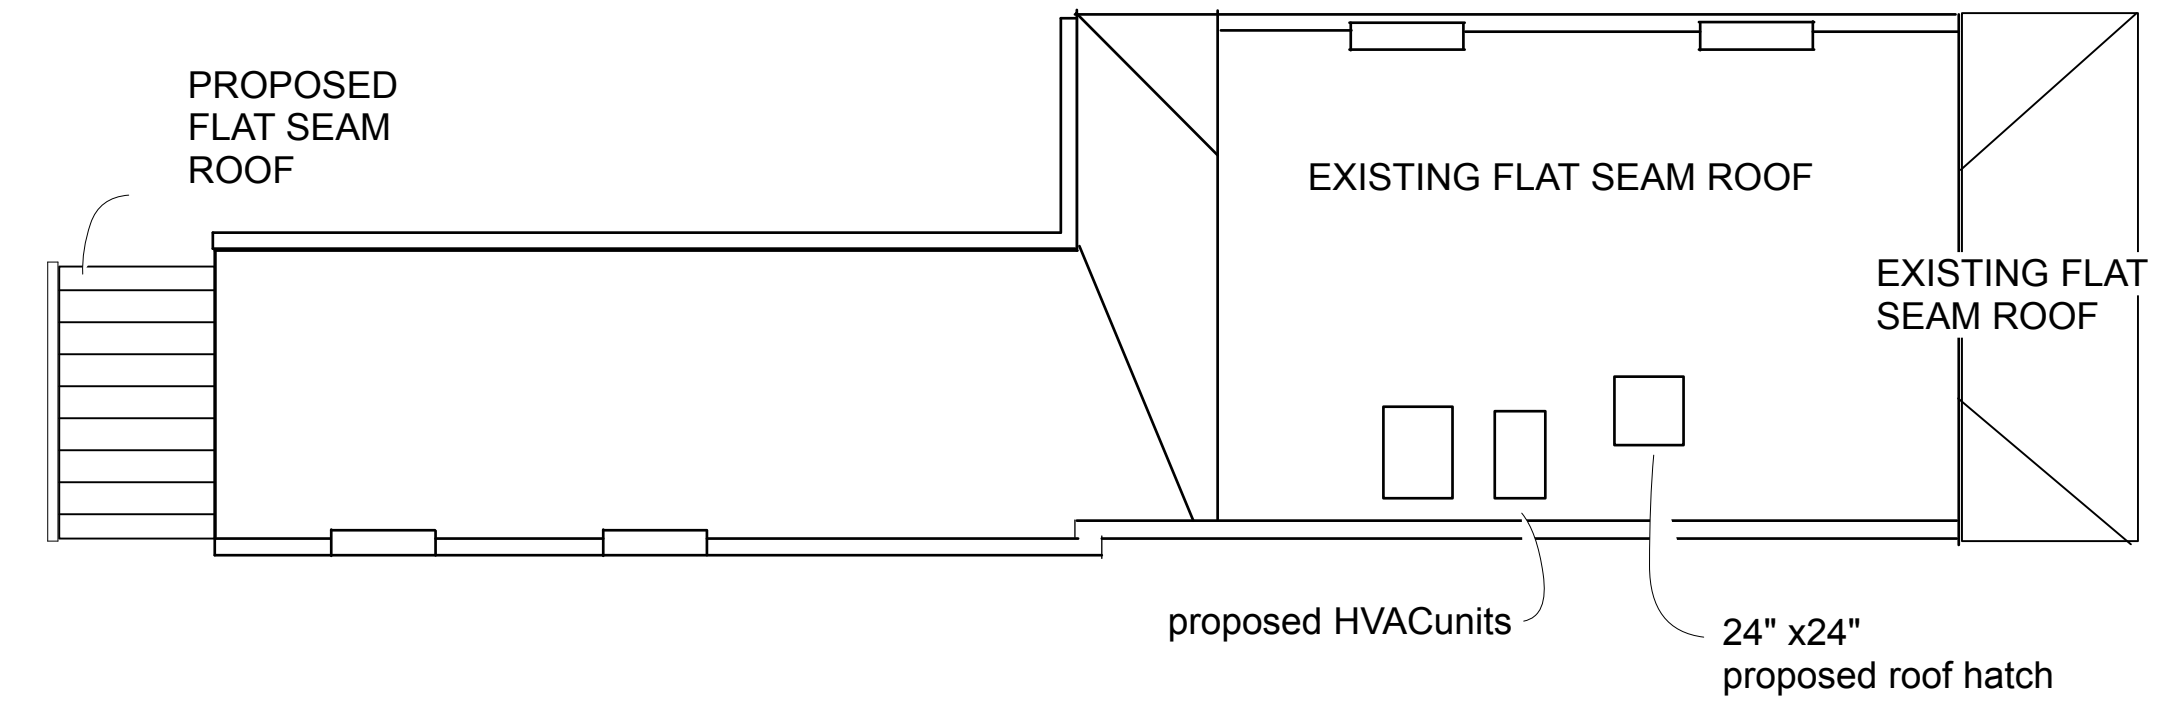 PROPOSED
FLAT SEAM
ROOF
EXISTING FLAT SEAM ROOF
EXISTING FLAT
SEAM ROOF
proposed HVACunits
24" x24"
proposed roof hatch